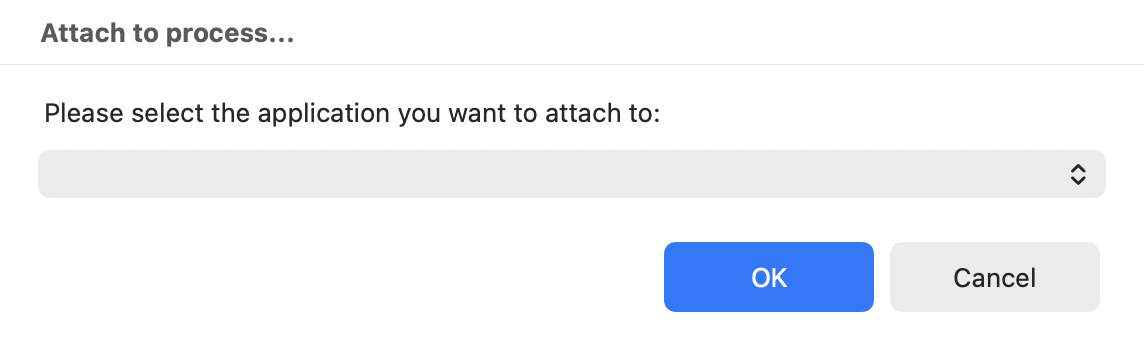 Attach to process...
Please select the application you want to attach to:
OK
Cancel